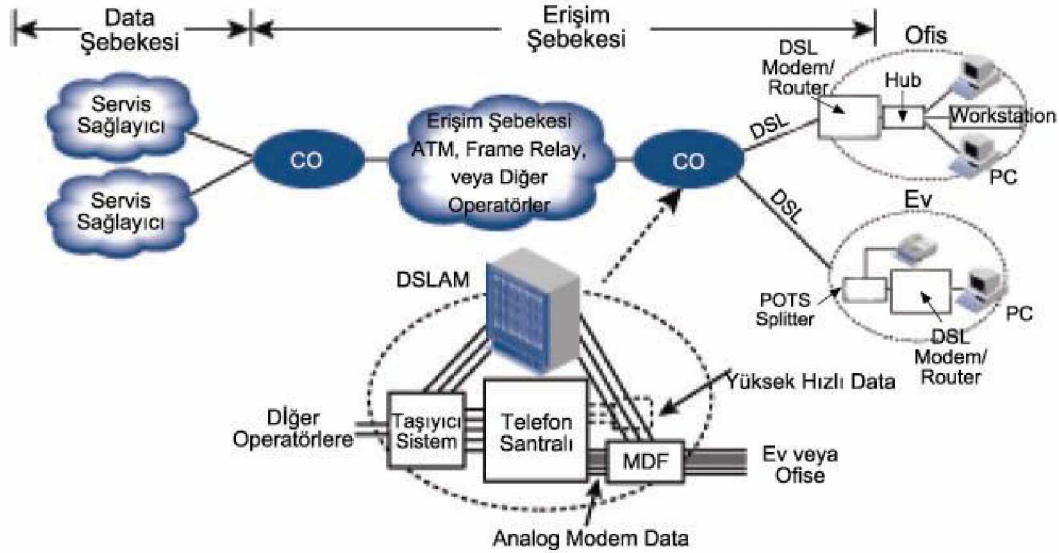 Data
Şebekesi
Erişim
Şebekesi
Ofis
DSL
Modem/
Router
Hub
Workstation
PC
Servis
Sağlayıcı
Servis
Sağlayıcı
CO
Erişim Şebekesi
ATM, Frame Relay,
veya Diğer
Operatörler
CO
DSL
DSL
Ev
POTS
Splitter
DSL
Modem/
Router
PC
DSLAM
Yüksek Hızlı Data
Dİğer
Operatörlere
Taşıyıcı
Sistem
Telefon
Santralı
MDF
Ev veya
Ofise
Analog Modem Data